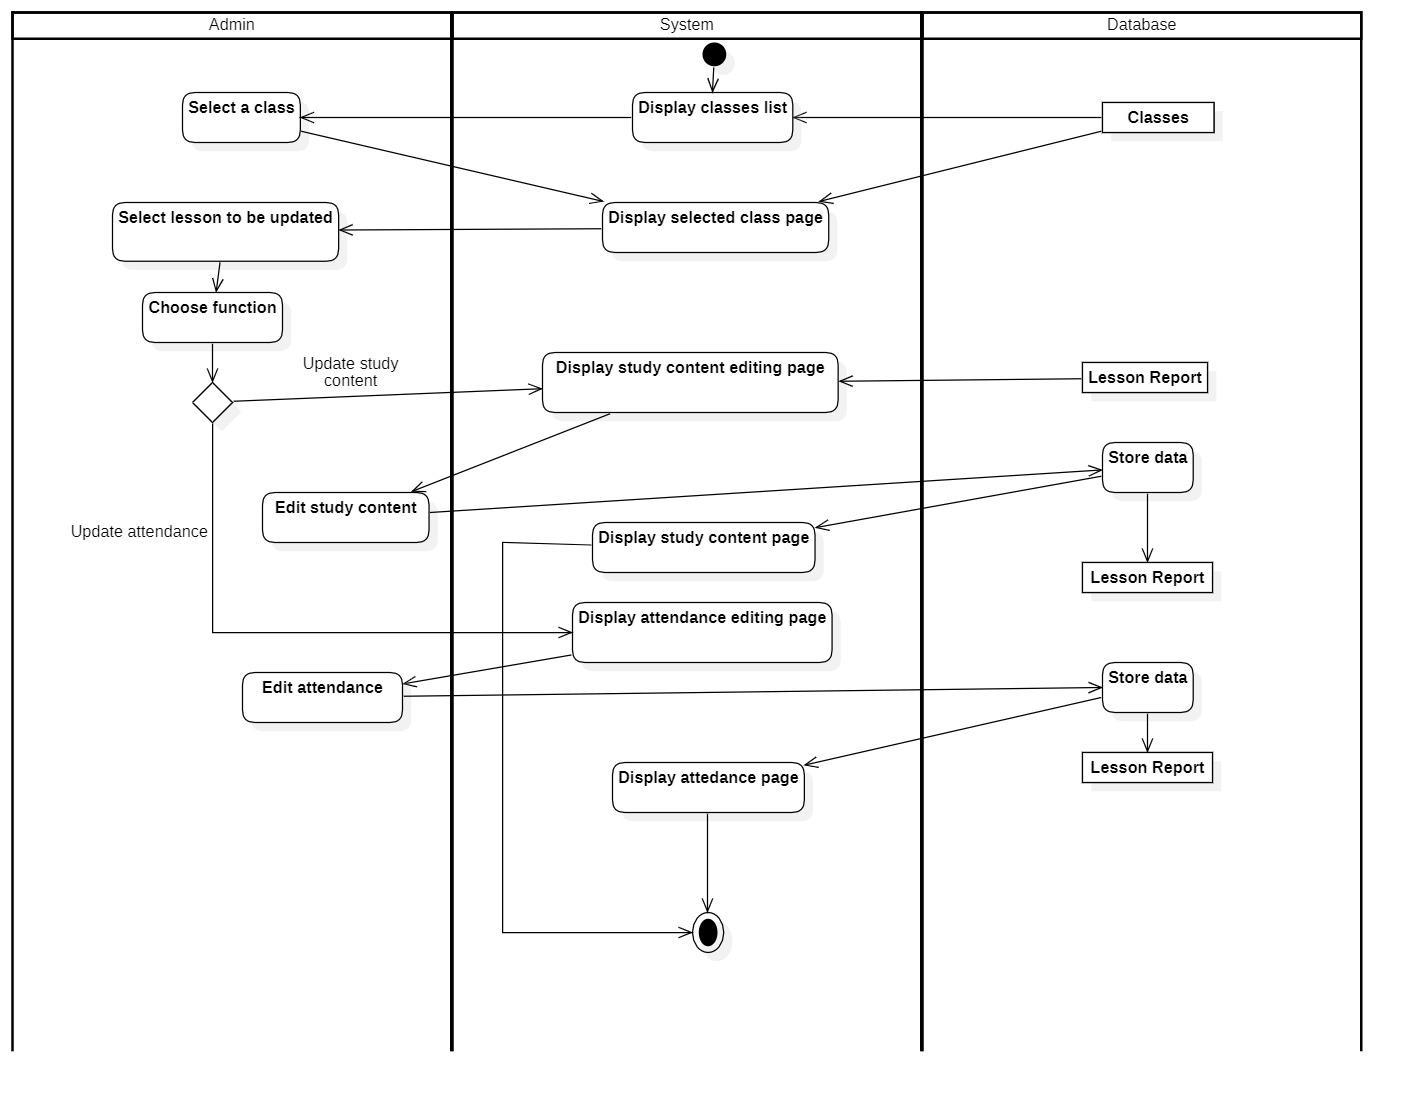 Admin
System
Database
Select a class
Display classes list
Classes
Select lesson to be updated
Display selected class page
Choose function
Update study
content
Display study content editing page
Lesson Report
Store data
Edit study content
Update attendance
Display study content page
Lesson Report
Display attendance editing page
Edit attendance
Store data
Display attedance page
Lesson Report